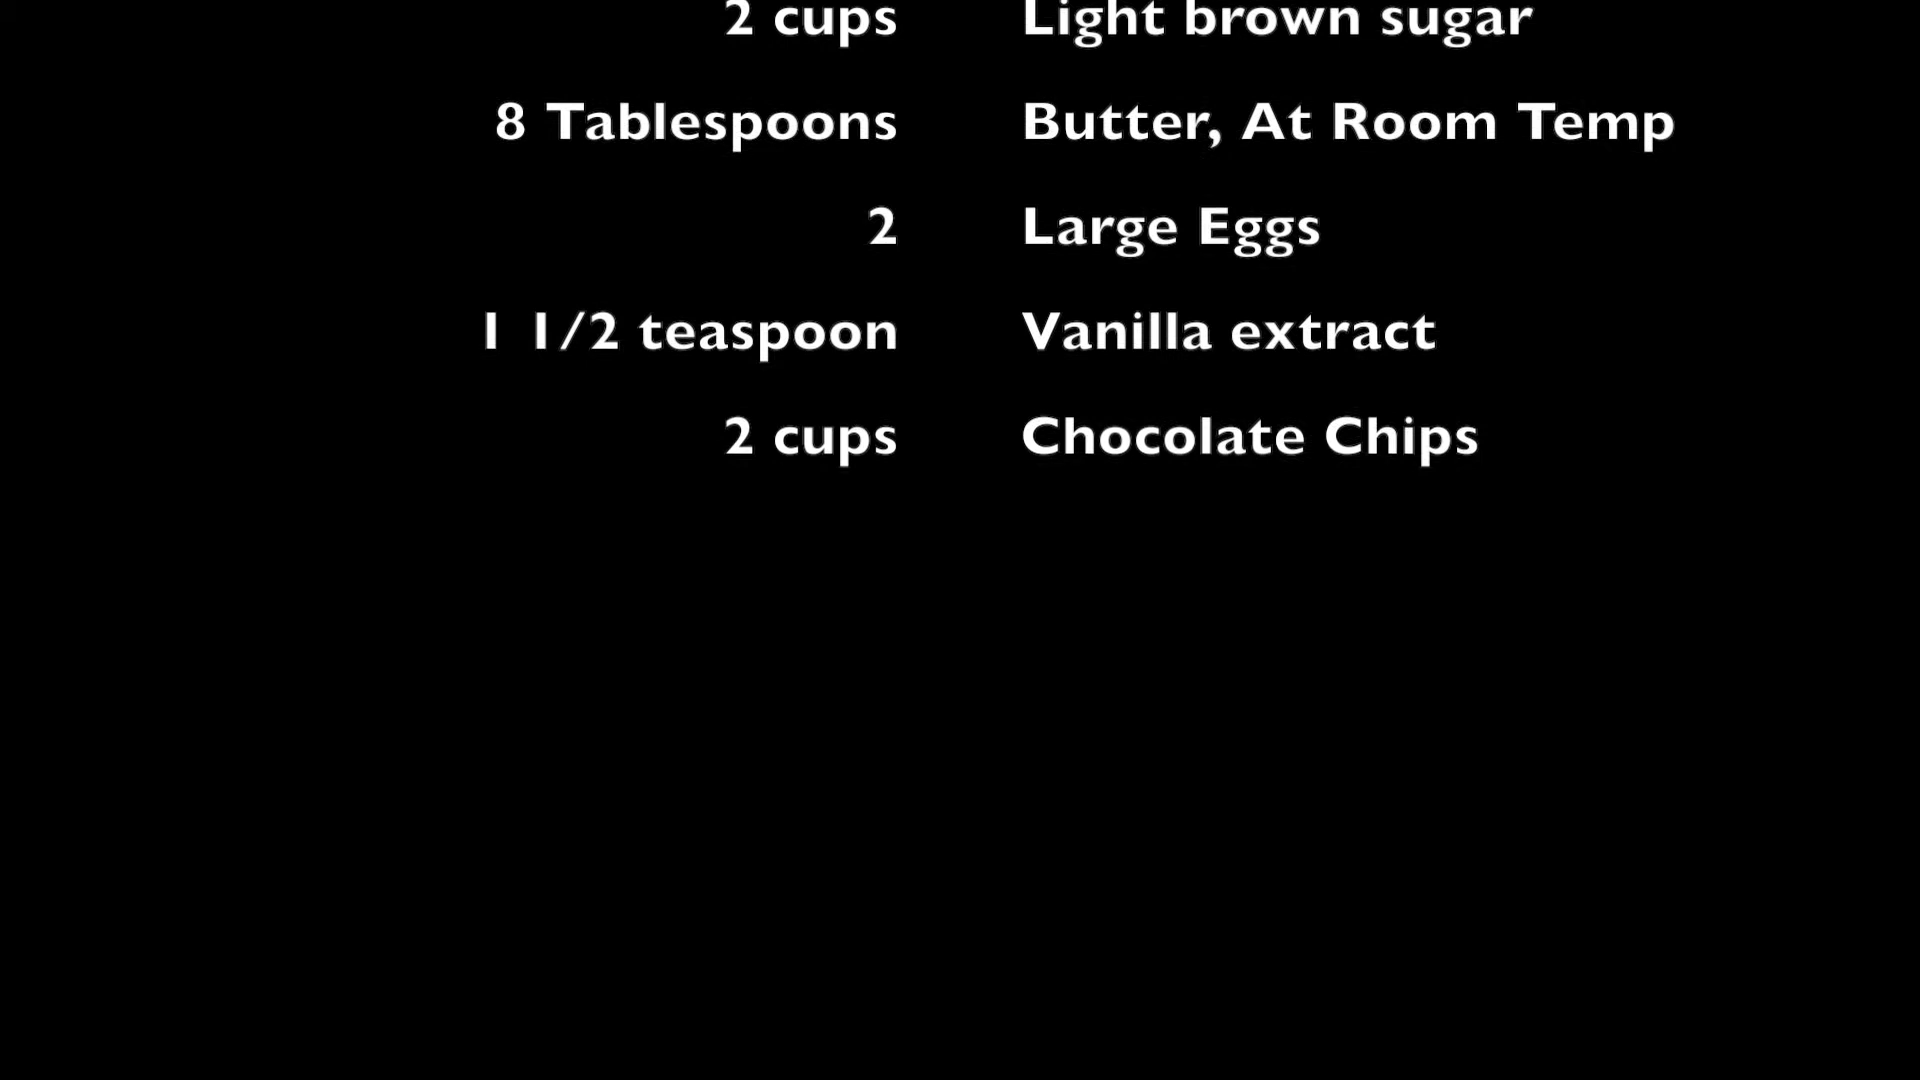 2 cups Light brown sugar
8 Tablespoons Butter, At Room Temp
2 Large Eggs
1 1/2 teaspoon Vanilla extract
2 cups Chocolate Chips